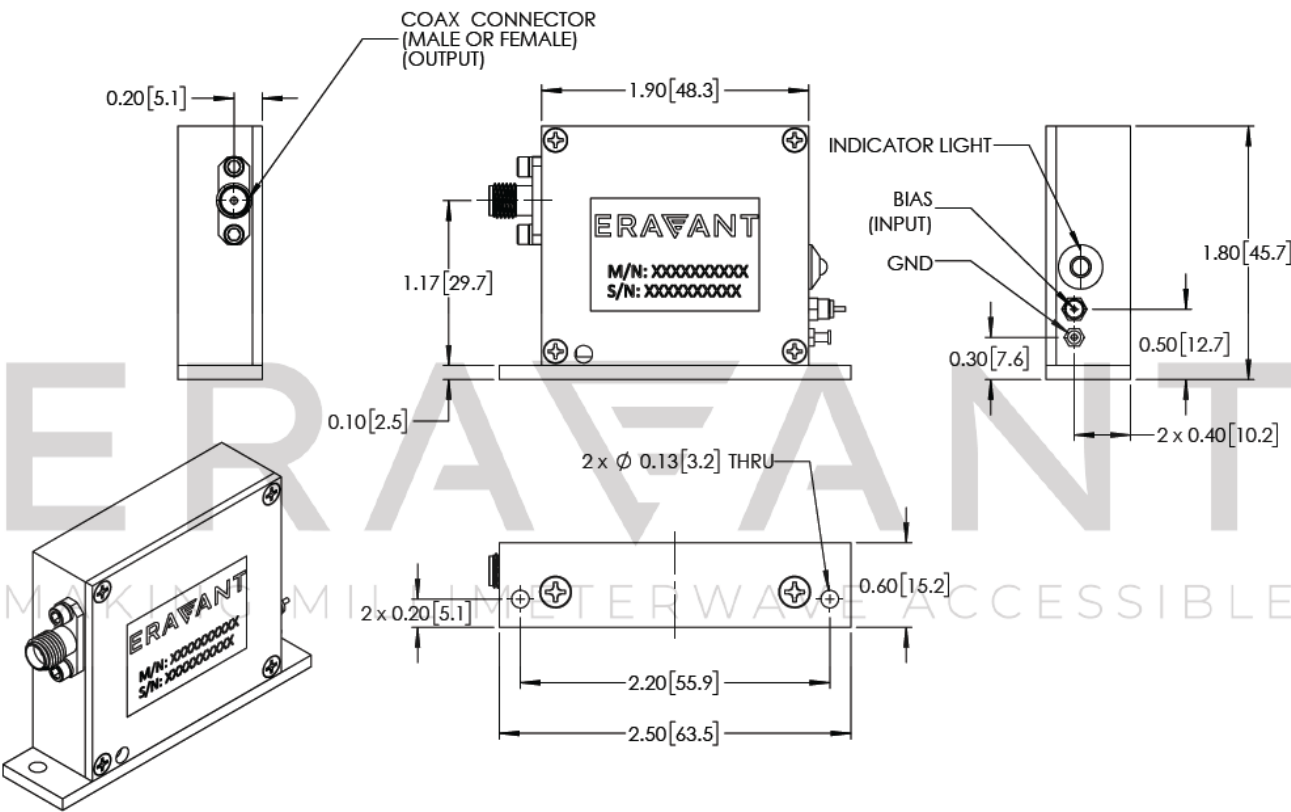 COAX CONNECTOR
(MALE OR FEMALE)
(OUTPUT)
0.20[5.1]
1.90[48.3]
INDICATOR LIGHT
BIAS
(INPUT)
GND
1.80[45.7]
ERAVANT
M/N: XXXXXXXXXX
S/N: XXXXXXXXXX
1.17[29.7]
0.50[12.7]
0.30[7.6]
0.10[2.5]
2 x 0.40[10.2]
ERAVANT
MAKING MILLIMETERWAVE ACCESSIBLE
2 x Ø 0.13[3.2] THRU
0.60[15.2]
2 x 0.20[5.1]
2.20[55.9]
2.50[63.5]
ERAVANT
M/N: XXXXXXXXXX
S/N: XXXXXXXXXX